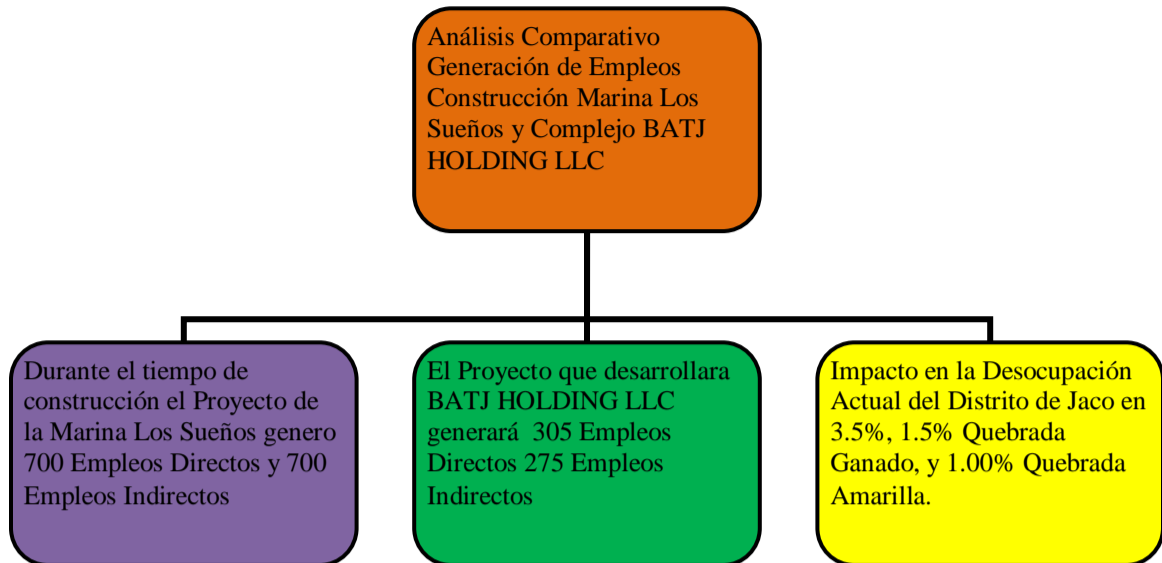 Análisis Comparativo
Generación de Empleos
Construcción Marina Los
Sueños y Complejo BATJ
HOLDING LLC
Durante el tiempo de
construcción el Proyecto de
la Marina Los Sueños genero
700 Empleos Directos y 700
Empleos Indirectos
El Proyecto que desarrollara
BATJ HOLDING LLC
generará 305 Empleos
Directos 275 Empleos
Indirectos
Impacto en la Desocupación
Actual del Distrito de Jaco en
3.5%, 1.5% Quebrada
Ganado, y 1.00% Quebrada
Amarilla.